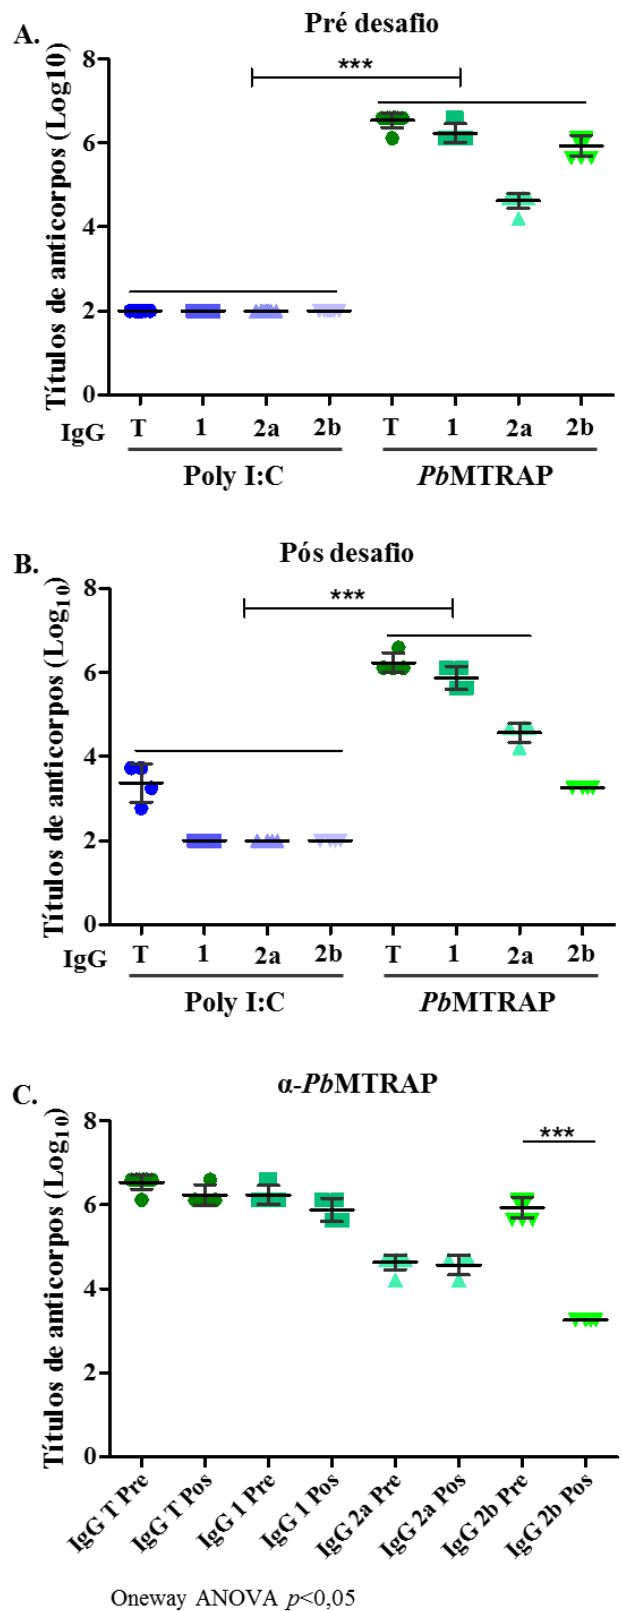 A.
Pré desafio
Títulos de anticorpos (Log10)
8
6
4
2
0
***
IgG T 1 2a 2b T 1 2a 2b
Poly I:C PbMTRAP
B.
Pós desafio
Títulos de anticorpos (Log10)
8
6
4
2
0
***
IgG T 1 2a 2b T 1 2a 2b
Poly I:C PbMTRAP
C.
α-PbMTRAP
Títulos de anticorpos (Log10)
8
6
4
2
0
***
IgG T Pre IgG T Pos IgG 1 Pre IgG 1 Pos IgG 2a Pre IgG 2a Pos IgG 2b Pre IgG 2b Pos
Oneway ANOVA p<0,05